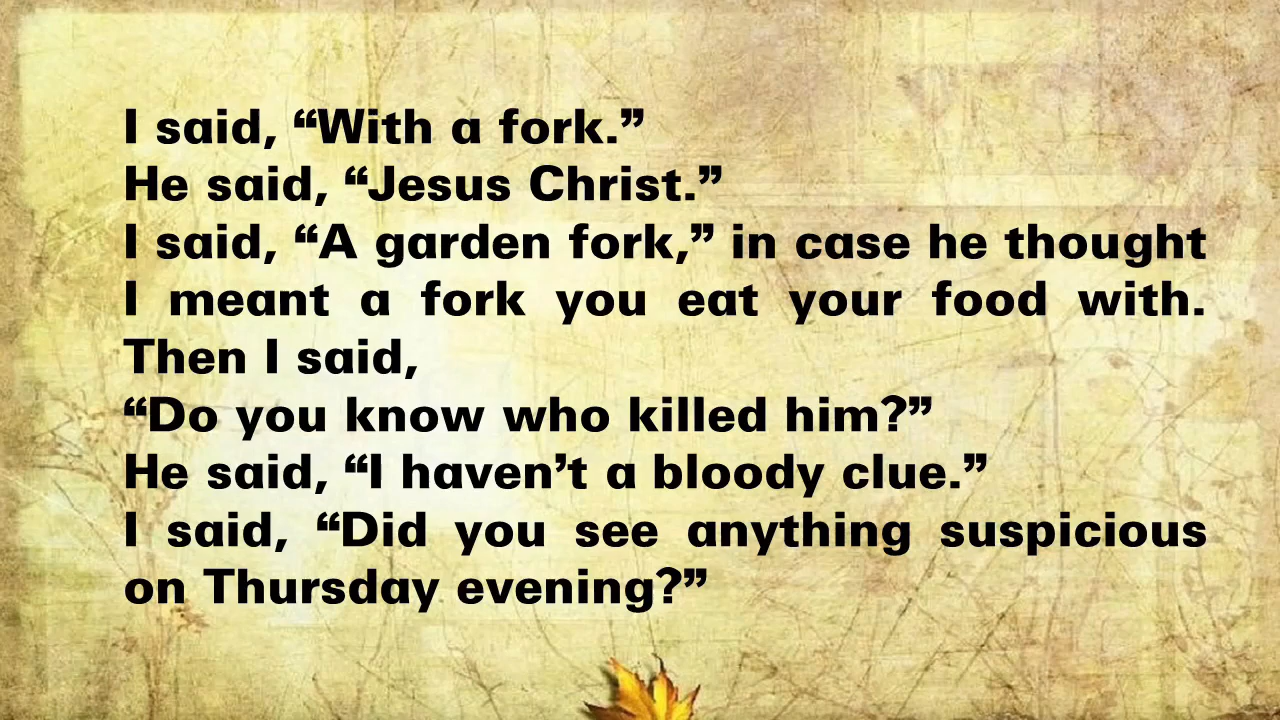 I said, “With a fork.”
He said, “Jesus Christ.”
I said, “A garden fork,” in case he thought
I meant a fork you eat your food with.
Then I said,
“Do you know who killed him?”
He said, “I haven’t a bloody clue.”
I said, “Did you see anything suspicious
on Thursday evening?”